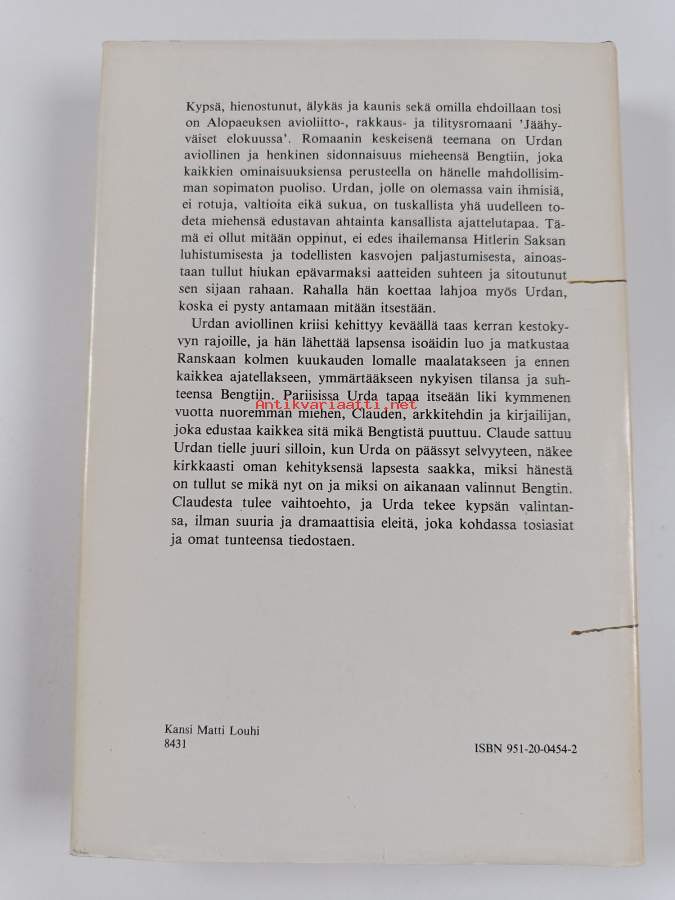 Kypsä, hienostunut, älykäs ja kaunis sekä omilla ehdoillaan tosi
on Alopaeuksen avioliitto-, rakkaus- ja tilitysromaani 'Jäähy-
väiset elokuussa'. Romaanin keskeisenä teemana on Urdan
aviollinen ja henkinen sidonnaisuus mieheensä Bengtiin, joka
kaikkien ominaisuuksiensa perusteella on hänelle mahdollisim-
man sopimaton puoliso. Urdan, jolle on olemassa vain ihmisiä,
ei rotuja, valtioita eikä sukua, on tuskallista yhä uudelleen to-
deta miehensä edustavan ahtainta kansallista ajattelutapaa. Tä-
mä ei ollut mitään oppinut, ei edes ihailemansa Hitlerin Saksan
luhistumisesta ja todellisten kasvojen paljastumisesta, ainoas-
taan tullut hiukan epävarmaksi aatteiden suhteen ja sitoutunut
sen sijaan rahaan. Rahalla hän koettaa lahjoa myös Urdan,
koska ei pysty antamaan mitään itsestään.
Urdan aviollinen kriisi kehittyy keväällä taas kerran kestoky-
vyn rajoille, ja hän lähettää lapsensa isoäidin luo ja matkustaa
Ranskaan kolmen kuukauden lomalle maalatakseen ja ennen
kaikkea ajatellakseen, ymmärtääkseen nykyisen tilansa ja suh-
teensa Bengtiin. Pariisissa Urda tapaa itseään liki kymmenen
Antikvariaatti.net
vuotta nuoremman miehen, Clauden, arkkitehdin ja kirjailijan,
joka edustaa kaikkea sitä mikä Bengtistä puuttuu. Claude sattuu
Urdan tielle juuri silloin, kun Urda on päässyt selvyyteen, näkee
kirkkaasti oman kehityksensä lapsesta saakka, miksi hänestä
on tullut se mikä nyt on ja miksi on aikanaan valinnut Bengtin.
Claudesta tulee vaihtoehto, ja Urda tekee kypsän valintan-
sa, ilman suuria ja dramaattisia eleitä, joka kohdassa tosiasiat
ja omat tunteensa tiedostaen.
Kansi Matti Louhi
8431
ISBN 951-20-0454-2